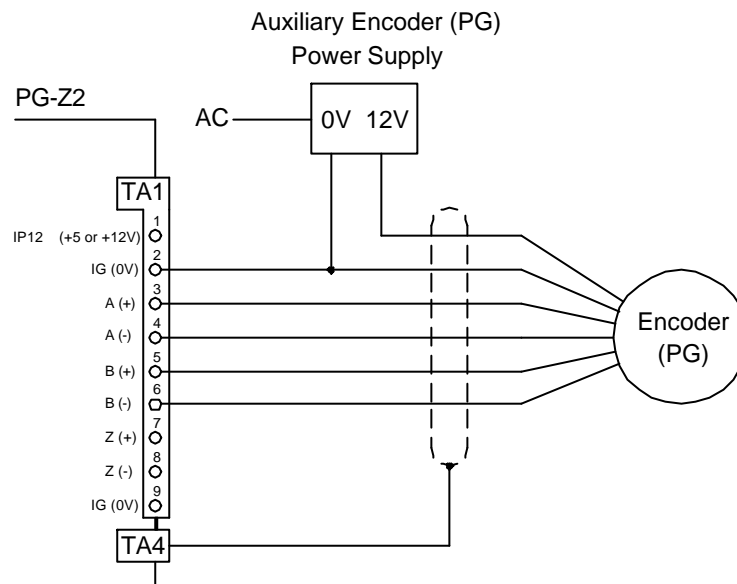 Auxiliary Encoder (PG)
Power Supply
PG-Z2
AC
0V 12V
TA1
1
IP12 (+5 or +12V)
2
IG (0V)
3
A (+)
4
A (-)
5
B (+)
6
B (-)
7
Z (+)
8
Z (-)
9
IG (0V)
TA4
Encoder
(PG)